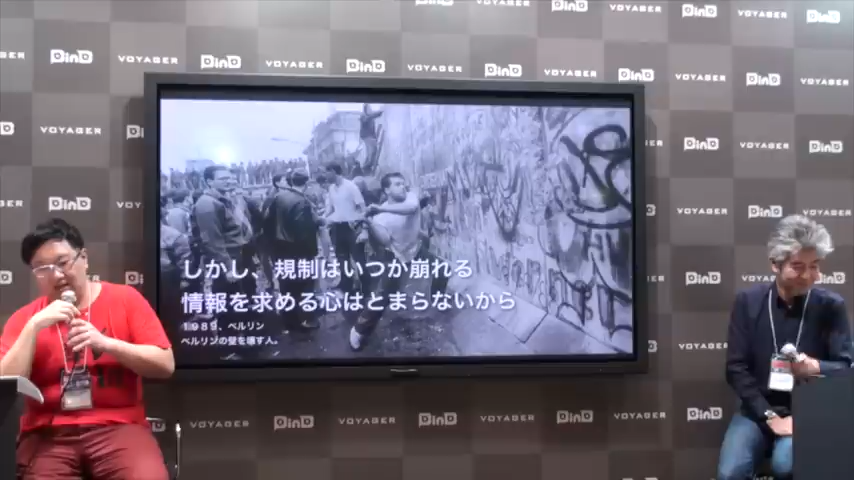 VOYAGER
DinD
しかし、規制はいつか崩れる
情報を求める心はとまらないから
1989、ベルリン
ベルリンの壁を壊す人。